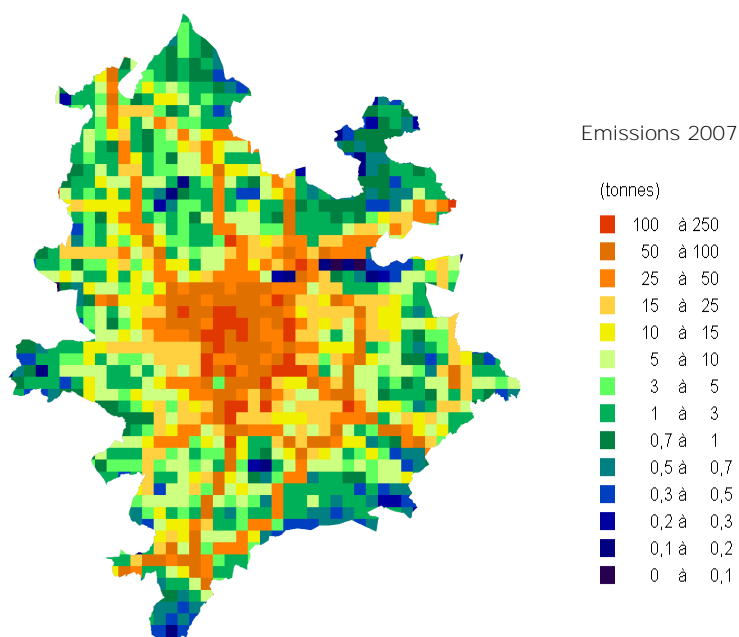 Emissions 2007
(tonnes)
100 à 250
50 à 100
25 à 50
15 à 25
10 à 15
5 à 10
3 à 5
1 à 3
0,7 à 1
0,5 à 0,7
0,3 à 0,5
0,2 à 0,3
0,1 à 0,2
0 à 0,1